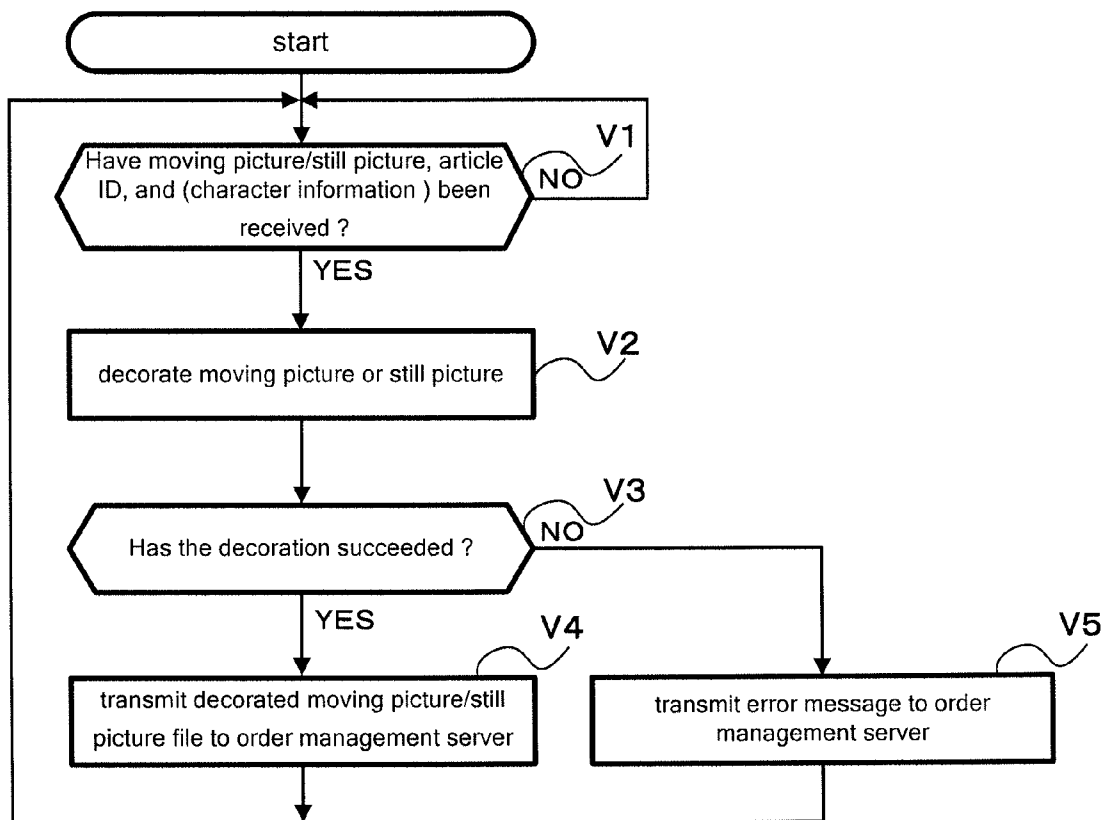 start
V1
Have moving picture/still picture, article
ID, and (character information ) been
received ?
NO
YES
V2
decorate moving picture or still picture
V3
NO
Has the decoration succeeded ?
YES
V4
V5
transmit decorated moving picture/still
picture file to order management server
transmit error message to order
management server